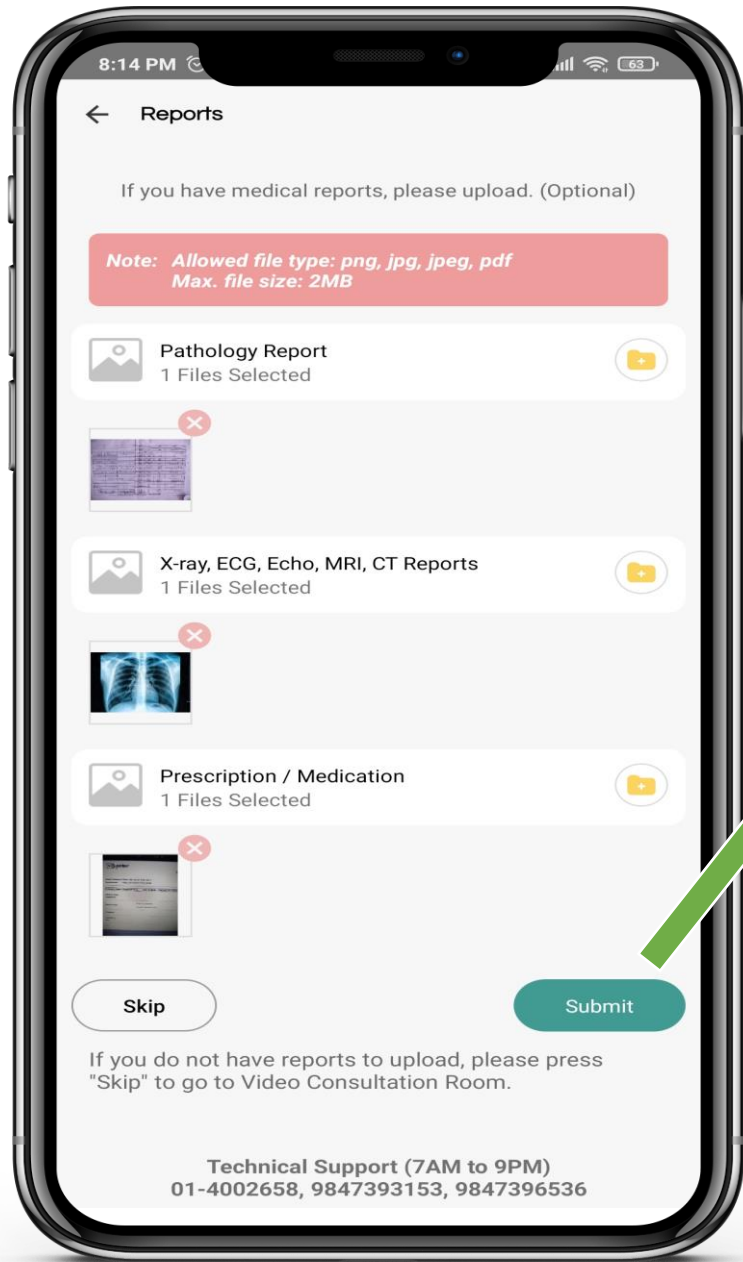 8:14 PM
63
Reports
If you have medical reports, please upload. (Optional)
Note: Allowed file type: png, jpg, jpeg, pdf
Max. file size: 2MB
Pathology Report
1 Files Selected
X-ray, ECG, Echo, MRI, CT Reports
1 Files Selected
Prescription / Medication
1 Files Selected
Skip
Submit
If you do not have reports to upload, please press
"Skip" to go to Video Consultation Room.
Technical Support (7AM to 9PM)
01-4002658, 9847393153, 9847396536